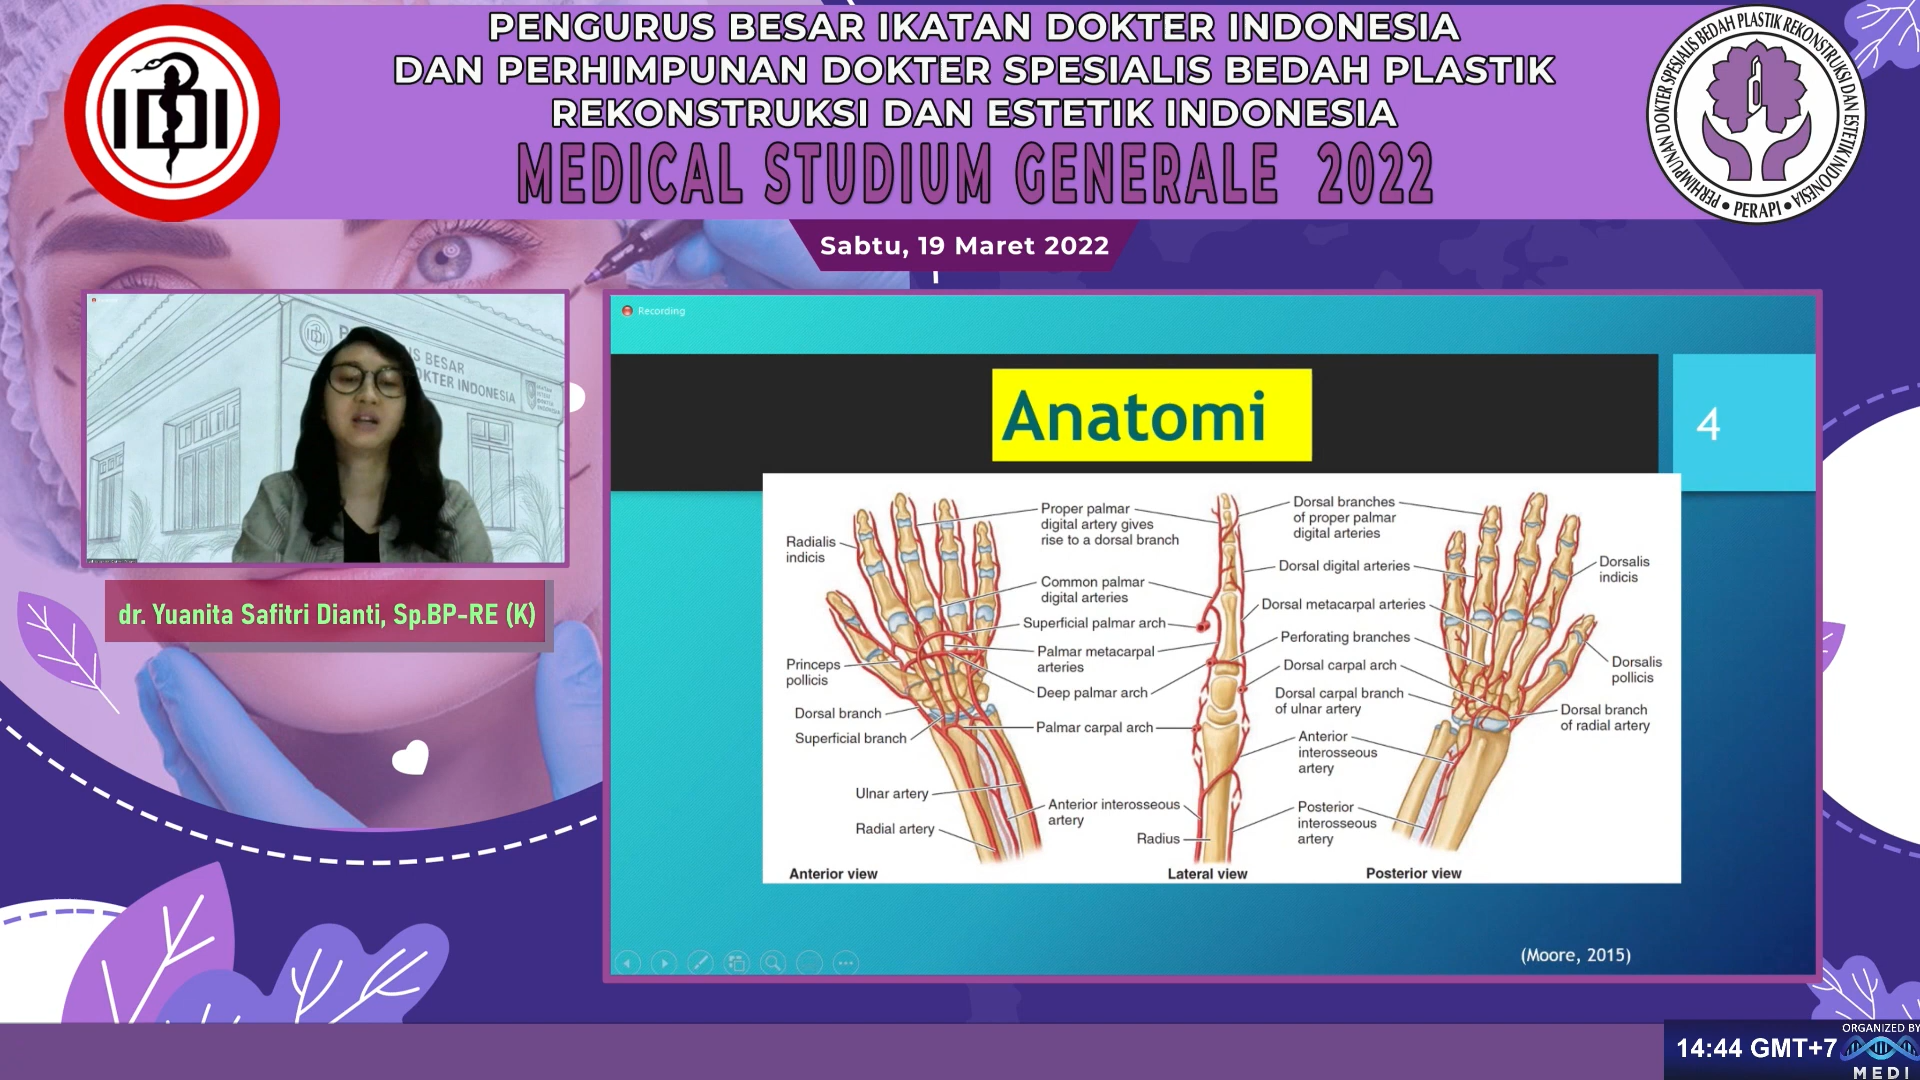 PENGURUS BESAR IKATAN DOKTER INDONESIA
DAN PERHIMPUNAN DOKTER SPESIALIS BEDAH PLASTIK
REKONSTRUKSI DAN ESTETIK INDONESIA
MEDICAL STUDIUM GENERALE 2022
Sabtu, 19 Maret 2022
IDI
PERHIMPUNAN DOKTER SPESIALIS BEDAH PLASTIK REKONSTRUKSI DAN ESTETIK INDONESIA
• PERAPI •
BESAR
DOKTER INDONESIA
dr. Yuanita Safitri Dianti, Sp.BP-RE (K)
Recording
Anatomi
4
Radialis
indicis
Princeps
pollicis
Dorsal branch
Superficial branch
Ulnar artery
Radial artery
Anterior view
Proper palmar
digital artery gives
rise to a dorsal branch
Common palmar
digital arteries
Superficial palmar arch
Palmar metacarpal
arteries
Deep palmar arch
Palmar carpal arch
Anterior interosseous
artery
Radius
Lateral view
Dorsal branches
of proper palmar
digital arteries
Dorsal digital arteries
Dorsal metacarpal arteries
Perforating branches
Dorsal carpal arch
Dorsal carpal branch
of ulnar artery
Anterior
interosseous
artery
Posterior
interosseous
artery
Posterior view
Dorsalis
indicis
Dorsalis
pollicis
Dorsal branch
of radial artery
(Moore, 2015)
14:44 GMT+7
ORGANIZED BY
MEDI